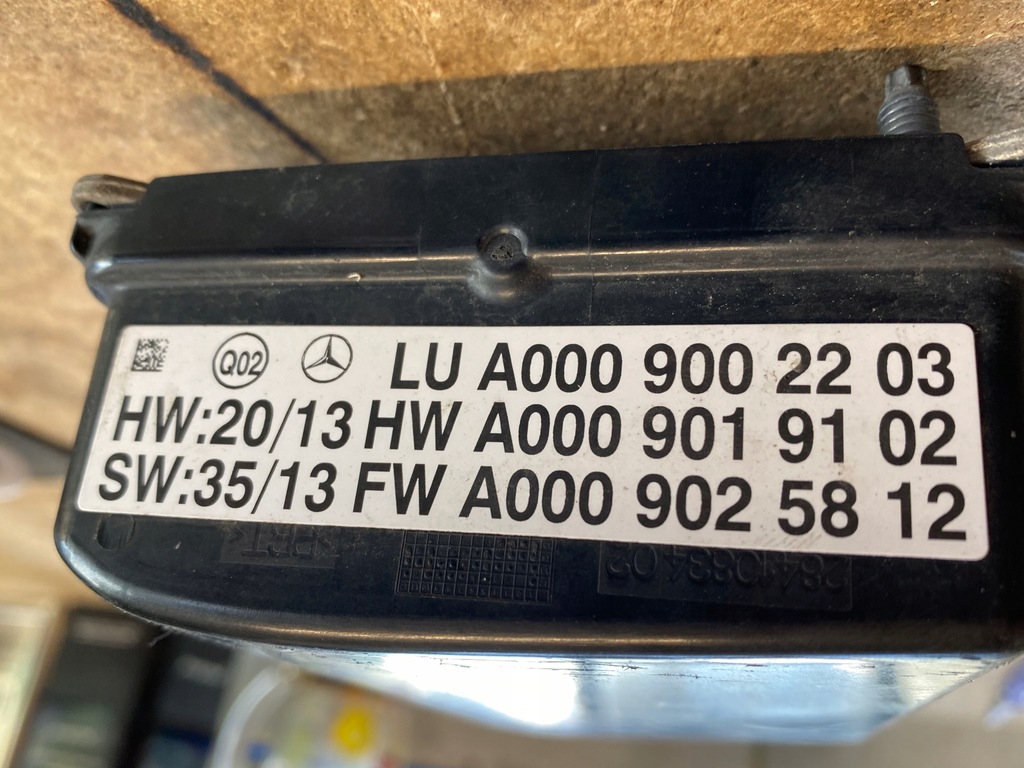 Q02 LU A000 900 22 03
HW:20/13 HW A000 901 91 02
SW:35/13 FW A000 902 58 12